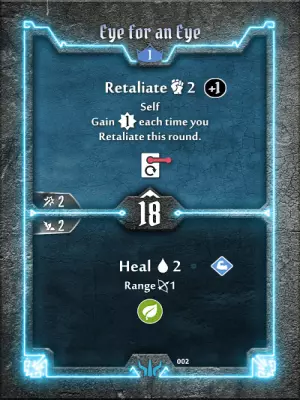 Eye for an Eye
1
Retaliate 2 +1
Self
Gain 1 each time you
Retaliate this round.
2
18
2
Heal 2
Range 1
002